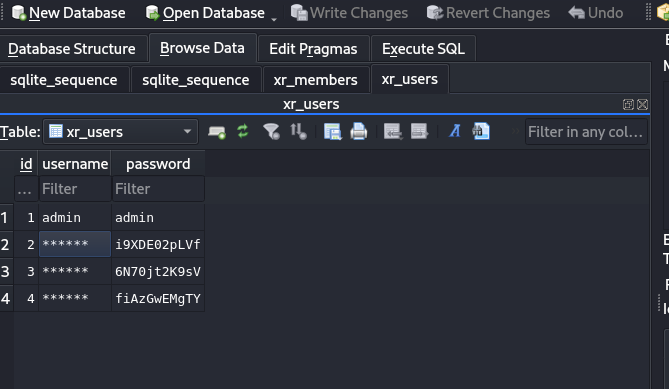 New Database Open Database Write Changes Revert Changes Undo
Database Structure Browse Data Edit Pragmas Execute SQL
sqlite_sequence sqlite_sequence xr_members xr_users
xr_users
Table: xr_users Filter in any col...
id username password
... Filter Filter
1 1 admin admin
2 2 ****** i9XDE02pLVf
3 3 ****** 6N70jt2K9sV
4 4 ****** fiAzGwEMgTY